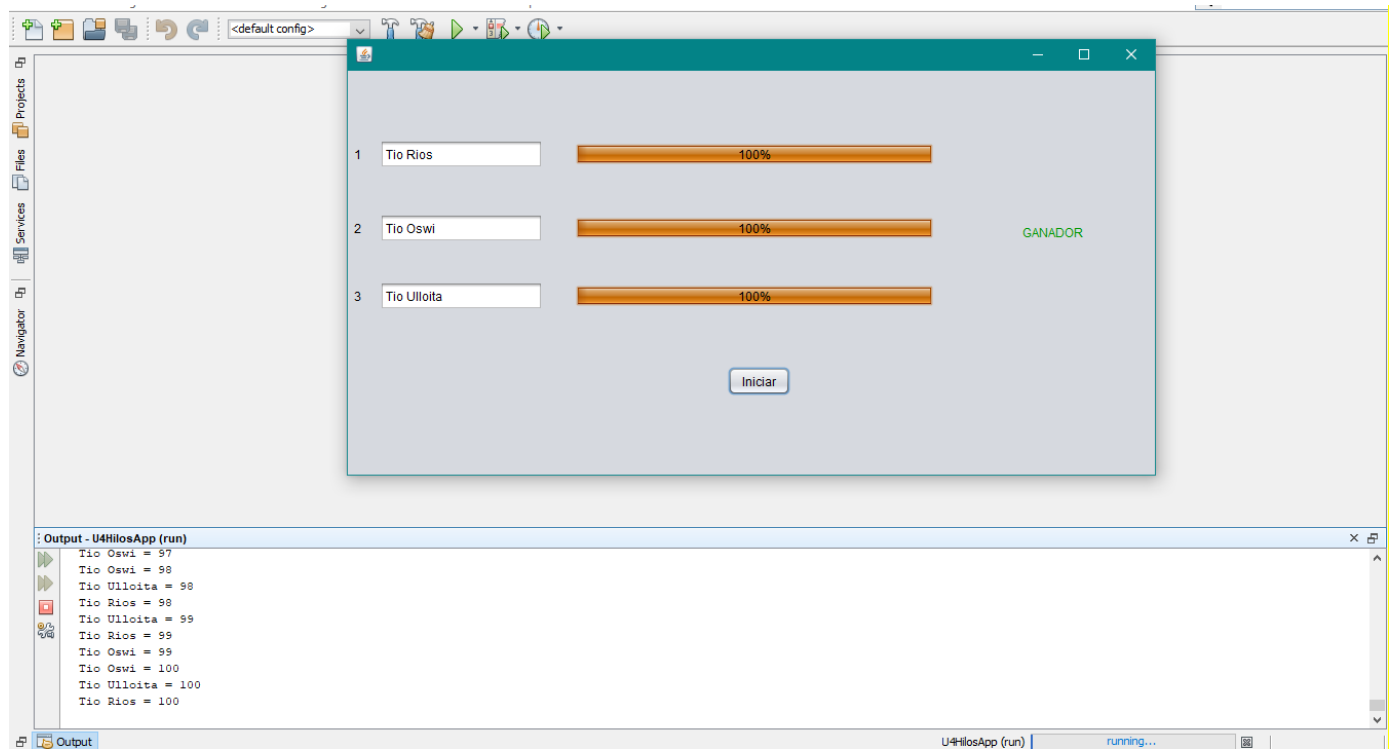 <default config>
Projects
Files
Services
Navigator
1 Tio Rios 100%
2 Tio Oswi 100% GANADOR
3 Tio Ulloita 100%
Iniciar
Output - U4HilosApp (run)
Tio Oswi = 97
Tio Oswi = 98
Tio Ulloita = 98
Tio Rios = 98
Tio Ulloita = 99
Tio Rios = 99
Tio Oswi = 99
Tio Oswi = 100
Tio Ulloita = 100
Tio Rios = 100
Output
U4HilosApp (run) running...